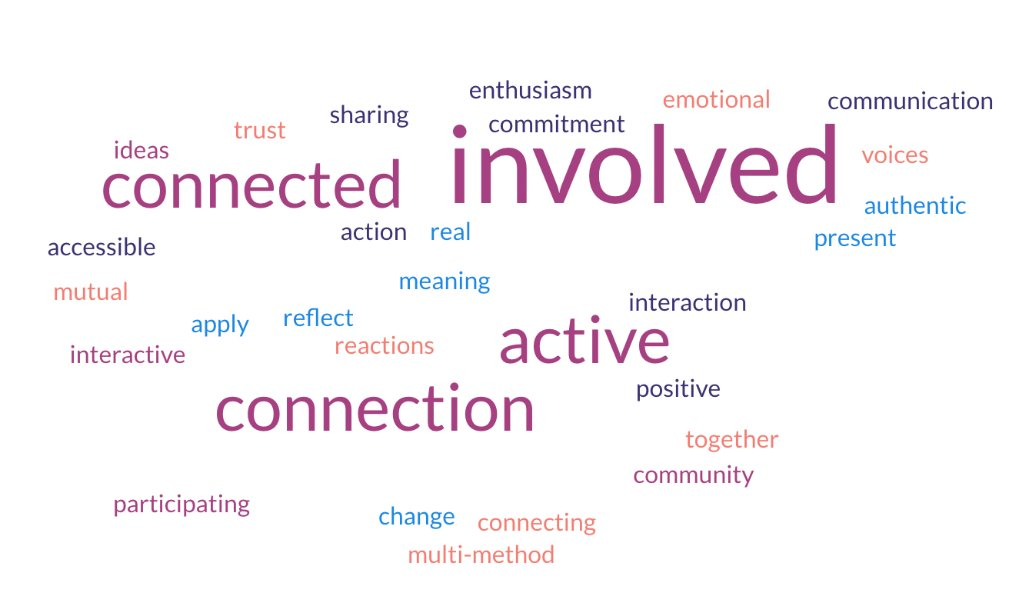 enthusiasm
emotional
communication
sharing
commitment
trust
ideas
involved
voices
connected
authentic
action
real
present
accessible
meaning
mutual
interaction
apply
reflect
reactions
active
interactive
positive
connection
together
community
participating
change
connecting
multi-method